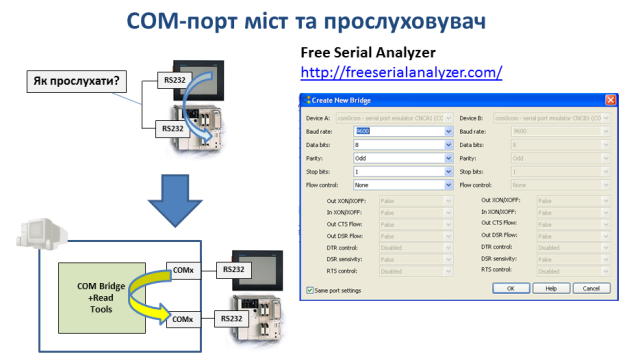 COM-порт міст та прослуховувач
Free Serial Analyzer
http://freeserialanalyzer.com/
Як прослухати?
RS232
RS232
COM Bridge
+Read
Tools
COMx
RS232
COMx
RS232
Create New Bridge
Device A: com0com - serial port emulator CNCA1 (CO
Device B: com0com - serial port emulator CNCB1 (CO
Baud rate: 9600
Baud rate: 9600
Data bits: 8
Data bits: 8
Parity: Odd
Parity: Odd
Stop bits: 1
Stop bits: 1
Flow control: None
Flow control: None
Out XON/XOFF: False
Out XON/XOFF: False
In XON/XOFF: False
In XON/XOFF: False
Out CTS Flow: False
Out CTS Flow: False
Out DSR Flow: False
Out DSR Flow: False
DTR control: Disabled
DTR control: Disabled
DSR sensivity: False
DSR sensivity: False
RTS control: Disabled
RTS control: Disabled
Same port settings
OK
Help
Cancel